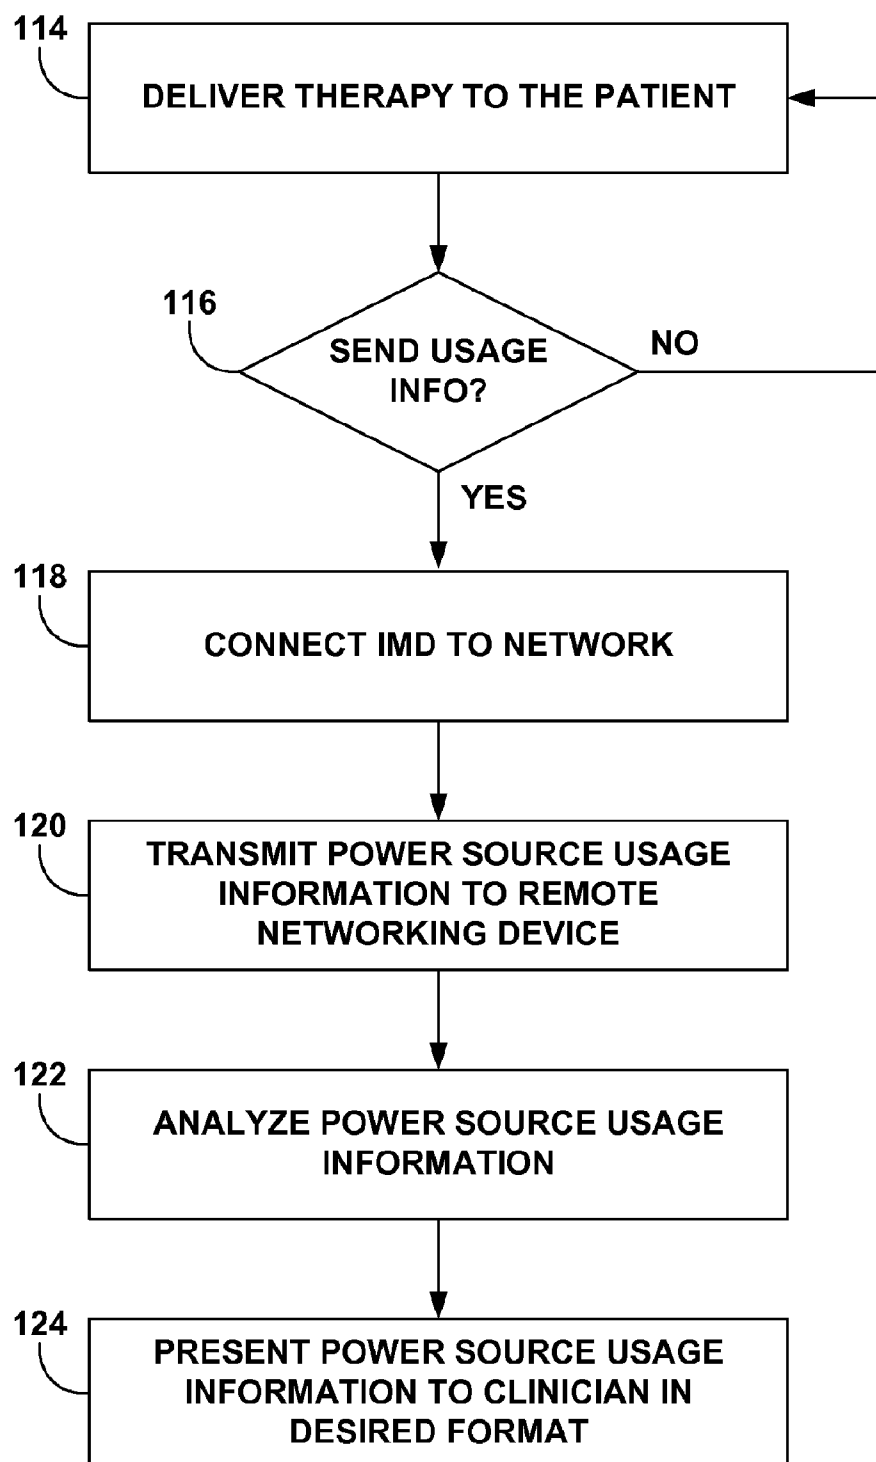 114
DELIVER THERAPY TO THE PATIENT
116
SEND USAGE
INFO?
NO
YES
118
CONNECT IMD TO NETWORK
120
TRANSMIT POWER SOURCE USAGE
INFORMATION TO REMOTE
NETWORKING DEVICE
122
ANALYZE POWER SOURCE USAGE
INFORMATION
124
PRESENT POWER SOURCE USAGE
INFORMATION TO CLINICIAN IN
DESIRED FORMAT